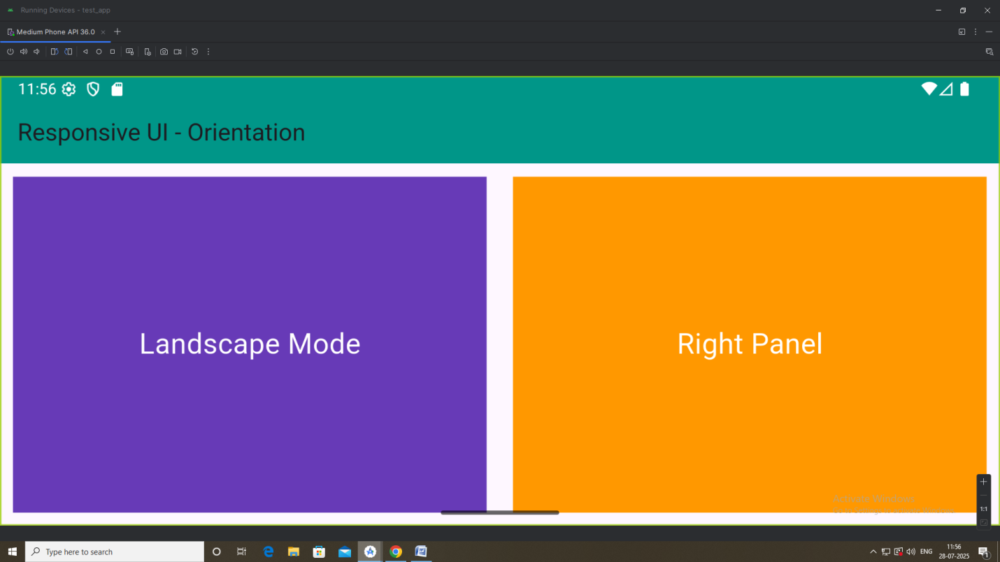 Running Devices - test_app
Medium Phone API 36.0
11:56
Responsive UI - Orientation
Landscape Mode
Right Panel
Activate Windows
1:1
Type here to search
ENG
11:56
28-07-2025
1